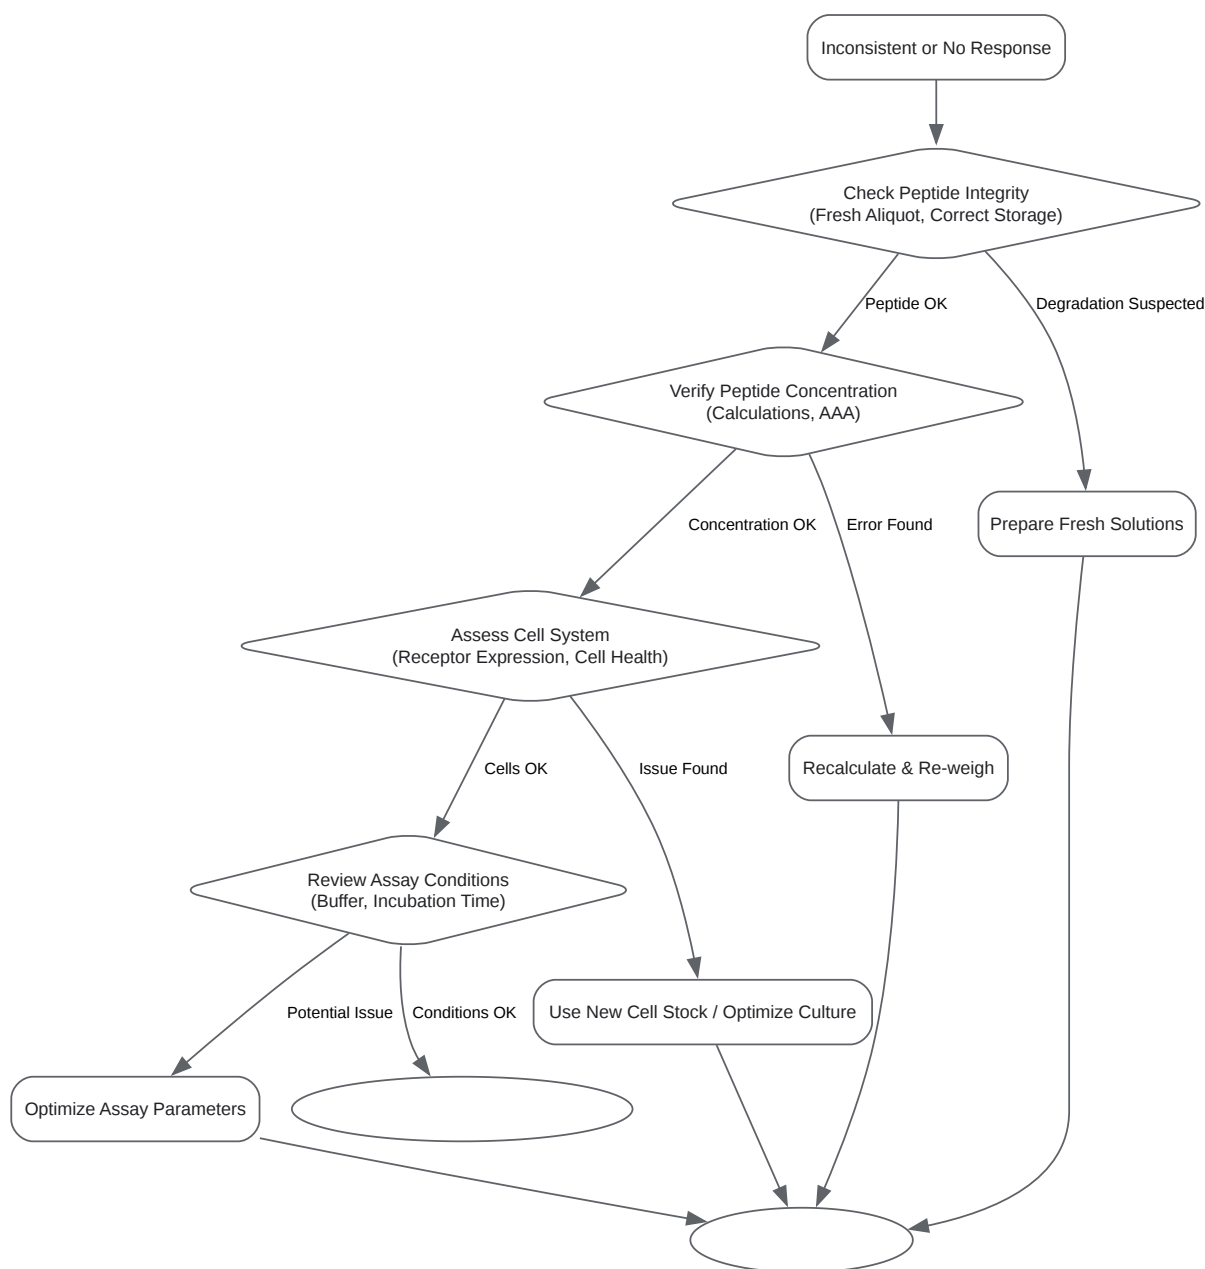 Inconsistent or No Response
Check Peptide Integrity
(Fresh Aliquot, Correct Storage)
Peptide OK
Degradation Suspected
Verify Peptide Concentration
(Calculations, AAA)
Concentration OK
Error Found
Prepare Fresh Solutions
Assess Cell System
(Receptor Expression, Cell Health)
Cells OK
Issue Found
Recalculate & Re-weigh
Review Assay Conditions
(Buffer, Incubation Time)
Potential Issue
Conditions OK
Use New Cell Stock / Optimize Culture
Optimize Assay Parameters